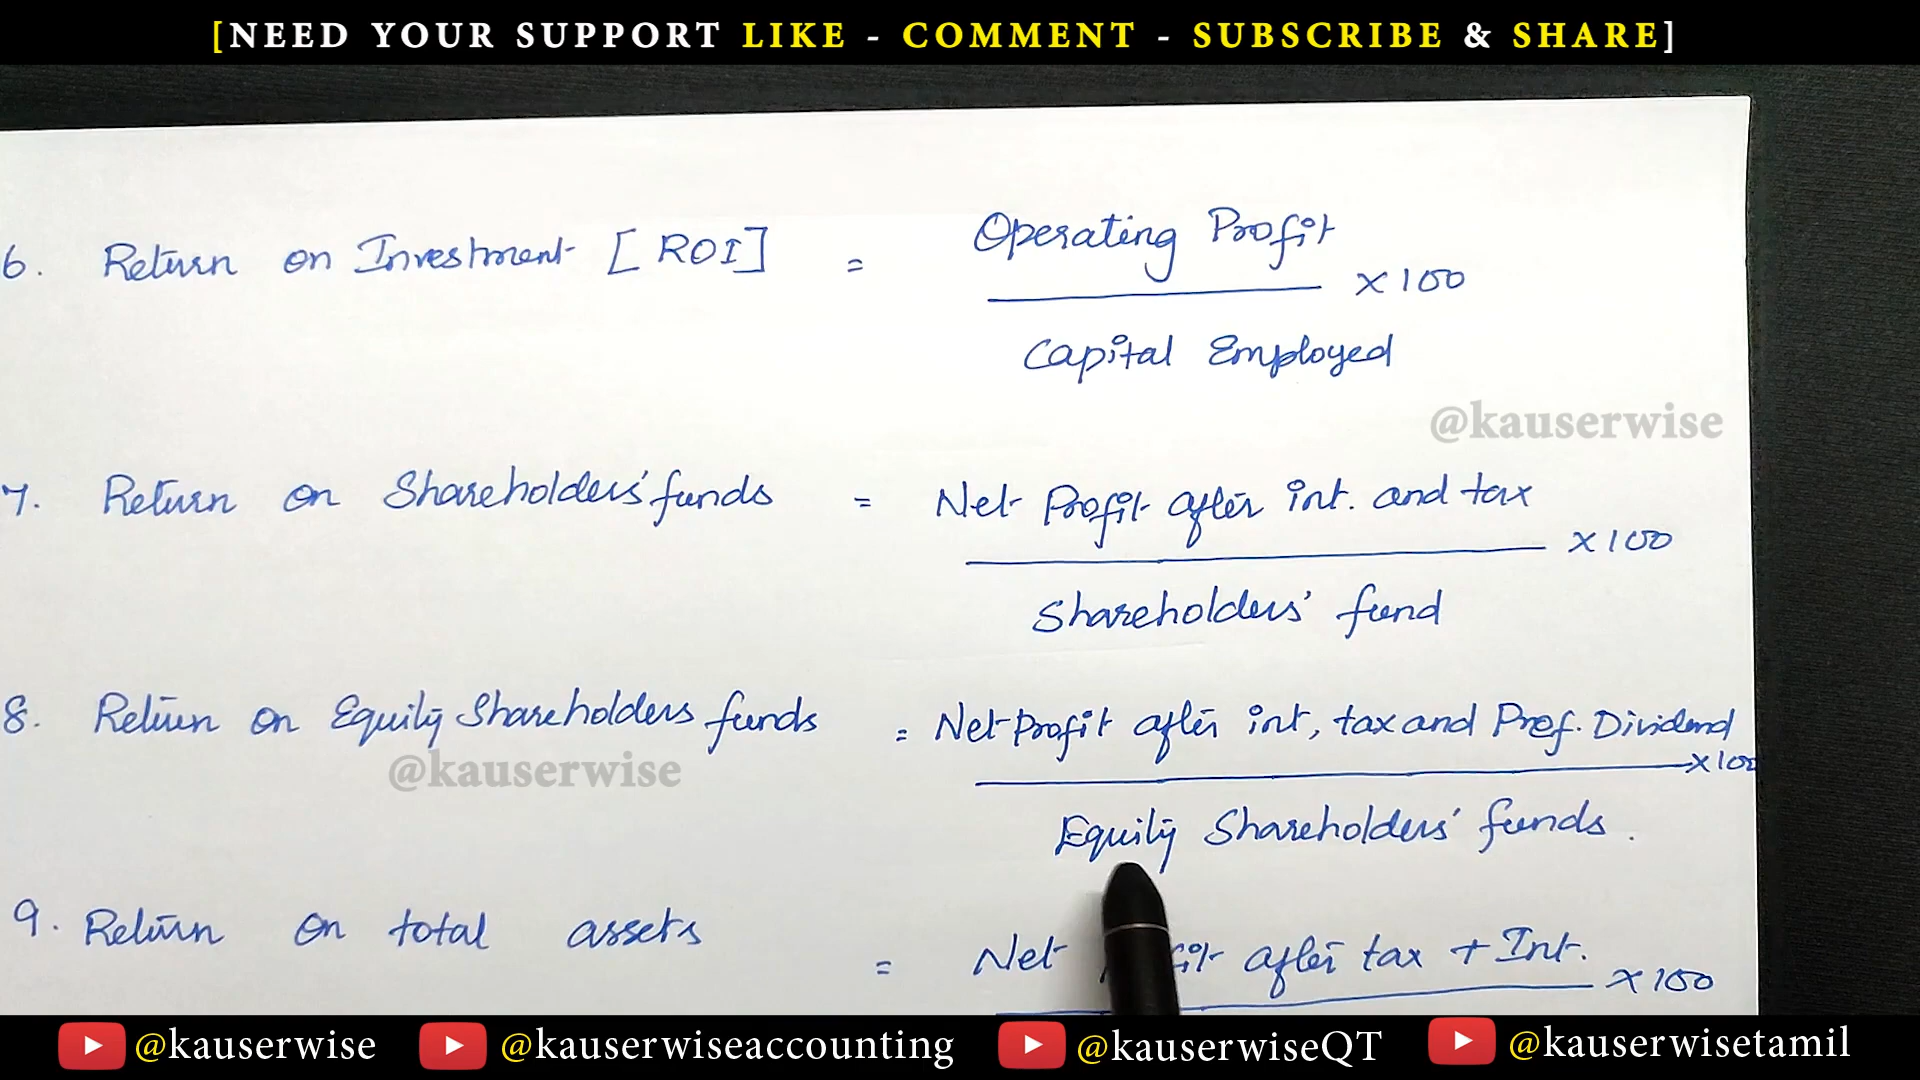 [NEED YOUR SUPPORT LIKE - COMMENT - SUBSCRIBE & SHARE]
6. Return on Investment [ROI] = Operating Profit × 100
Capital Employed
@kauserwise
7. Return on Shareholders' funds = Net Profit after int. and tax × 100
Shareholders' fund
8. Return on Equity Shareholders funds = Net Profit after int, tax and Pref. Dividend × 100
@kauserwise
Equity Shareholders' funds.
9. Return on total assets = Net after tax + Int. × 100
@kauserwise @kauserwiseaccounting @kauserwiseQT @kauserwisetamil